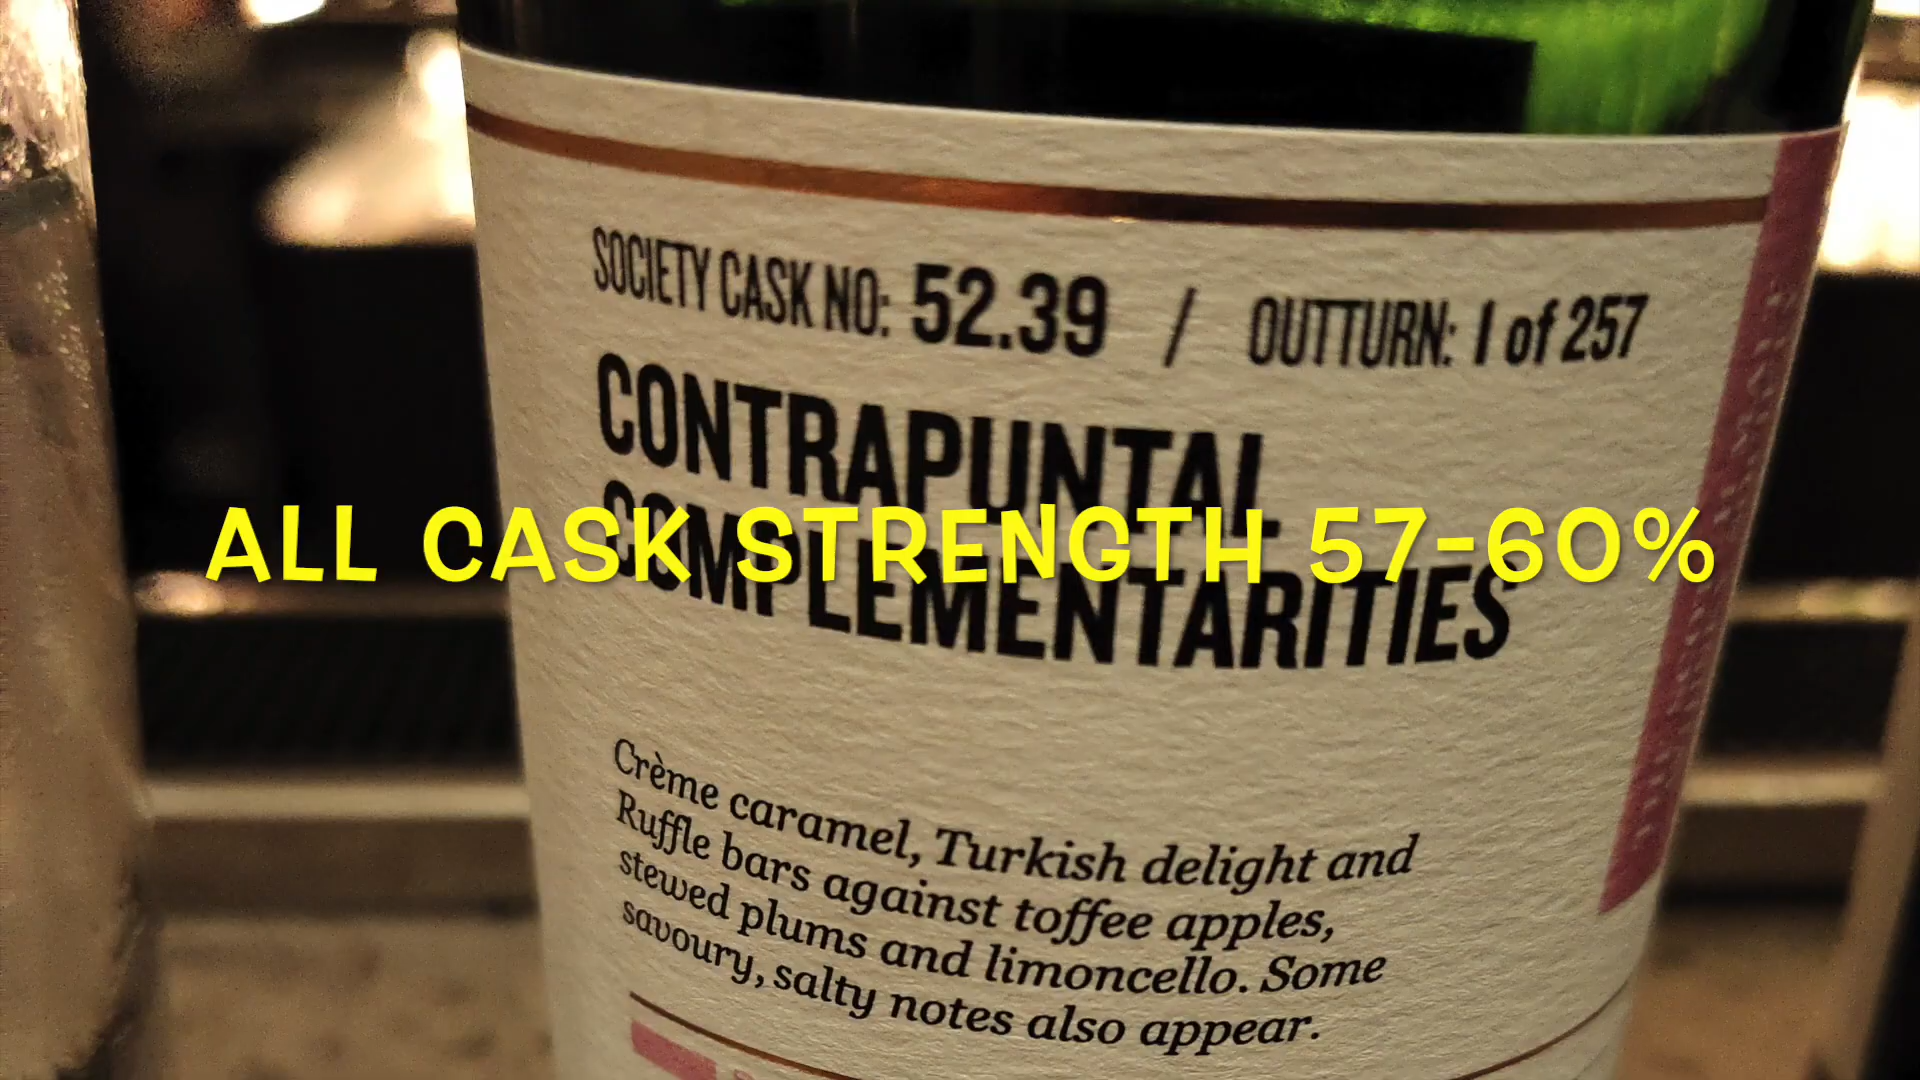 SOCIETY CASK NO: 52.39 / OUTTURN: 1 of 257
CONTRAPUNTAL
ALL CASK STRENGTH 57-60%
COMPLEMENTARITIES
Crème caramel, Turkish delight and
Ruffle bars against toffee apples,
stewed plums and limoncello. Some
savoury, salty notes also appear.